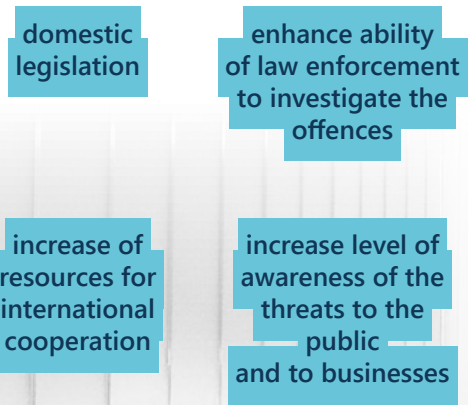 domestic
legislation
enhance ability
of law enforcement
to investigate the
offences
increase of
resources for
international
cooperation
increase level of
awareness of the
threats to the
public
and to businesses